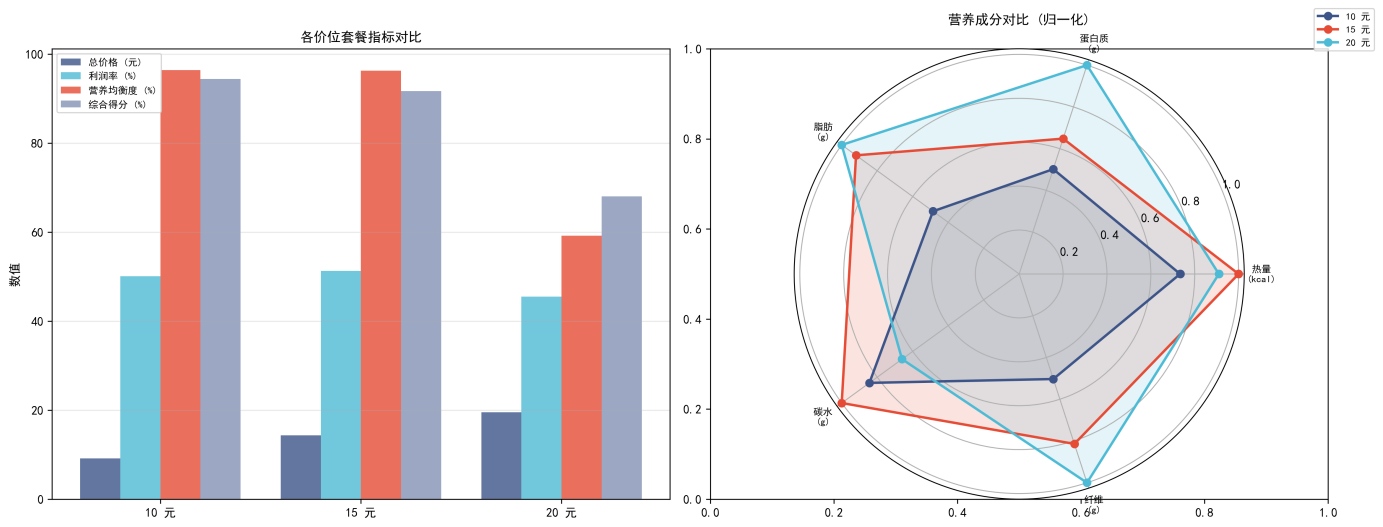 各价位套餐指标对比
总价格 (元)
利润率 (%)
营养均衡度 (%)
综合得分 (%)
数值
100
80
60
40
20
0
10 元
15 元
20 元
营养成分对比 (归一化)
10 元
15 元
20 元
蛋白质
(g)
脂肪
(g)
热量
(kcal)
碳水
(g)
纤维
(g)
1.0
0.8
0.6
0.4
0.2
1.0
0.8
0.6
0.4
0.2
0.0
0.0
0.2
0.4
0.6
0.8
1.0